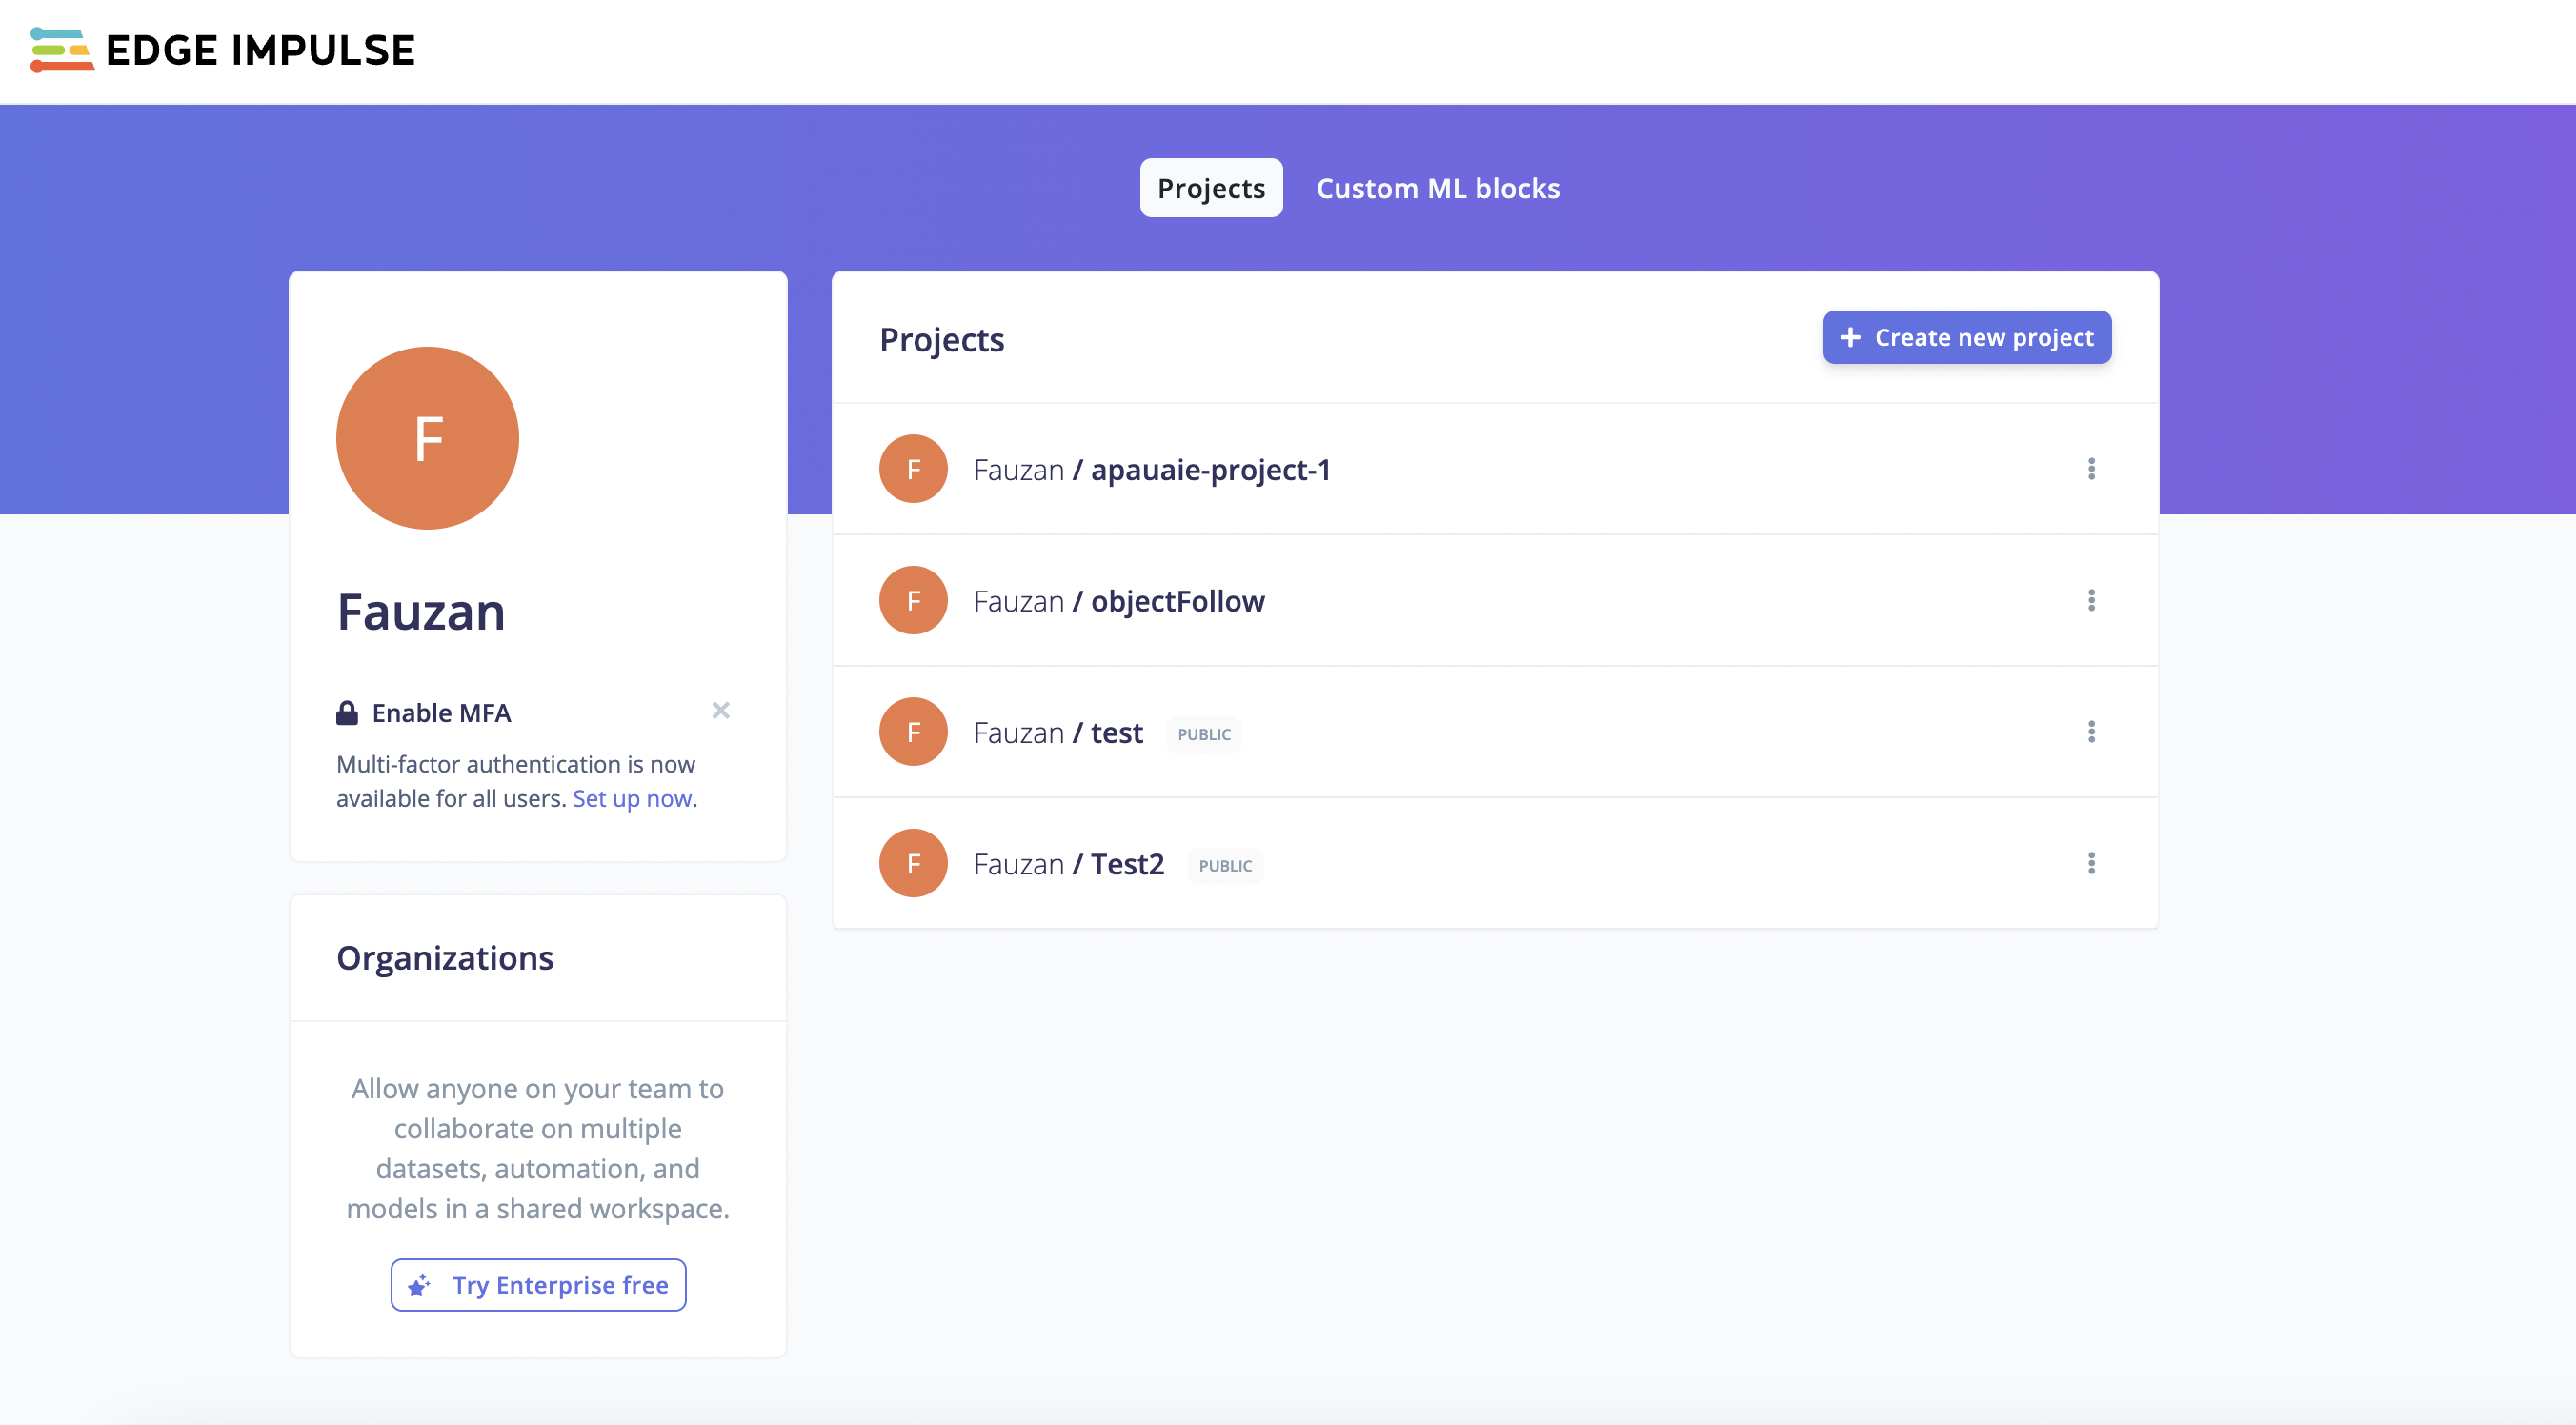 EDGE IMPULSE
Projects
Custom ML blocks
F
Fauzan
Enable MFA
Multi-factor authentication is now
available for all users. Set up now.
Organizations
Allow anyone on your team to
collaborate on multiple
datasets, automation, and
models in a shared workspace.
Try Enterprise free
Projects
Create new project
F Fauzan / apauaie-project-1
F Fauzan / objectFollow
F Fauzan / test PUBLIC
F Fauzan / Test2 PUBLIC